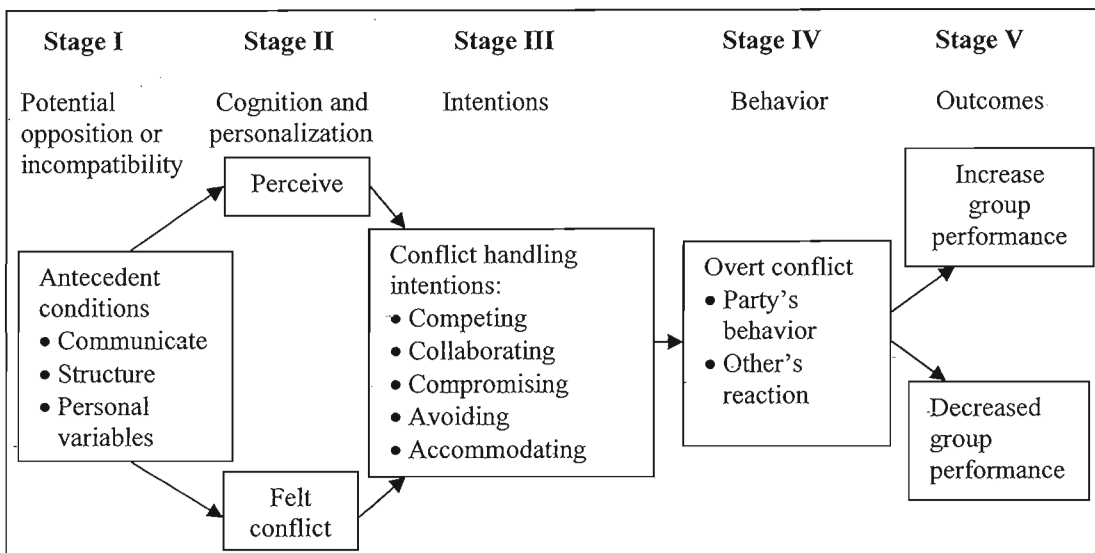 Stage I
Stage II
Stage III
Stage IV
Stage V
Potential
opposition or
incompatibility
Cognition and
personalization
Intentions
Behavior
Outcomes
Perceive
Increase
group
performance
Antecedent
conditions
• Communicate
• Structure
• Personal
variables
Conflict handling
intentions:
• Competing
• Collaborating
• Compromising
• Avoiding
• Accommodating
Overt conflict
• Party's
behavior
• Other's
reaction
Decreased
group
performance
Felt
conflict